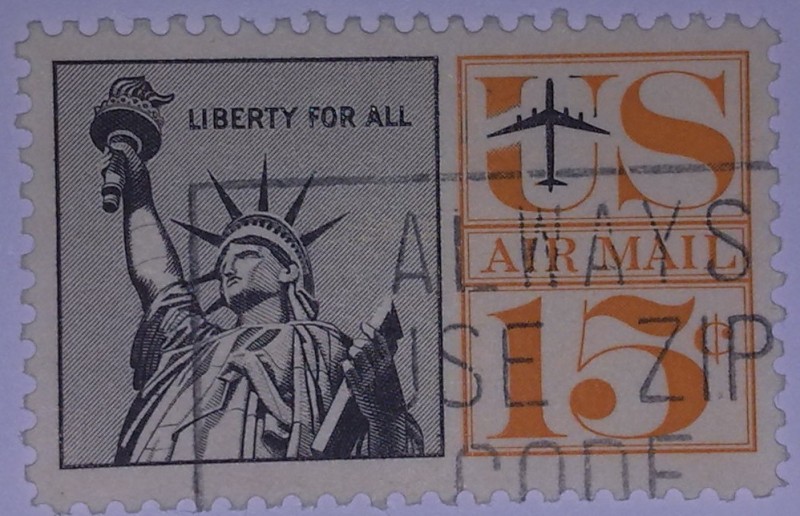 LIBERTY FOR ALL
US
AIR MAIL
15¢
ALWAYS
USE ZIP
CODE